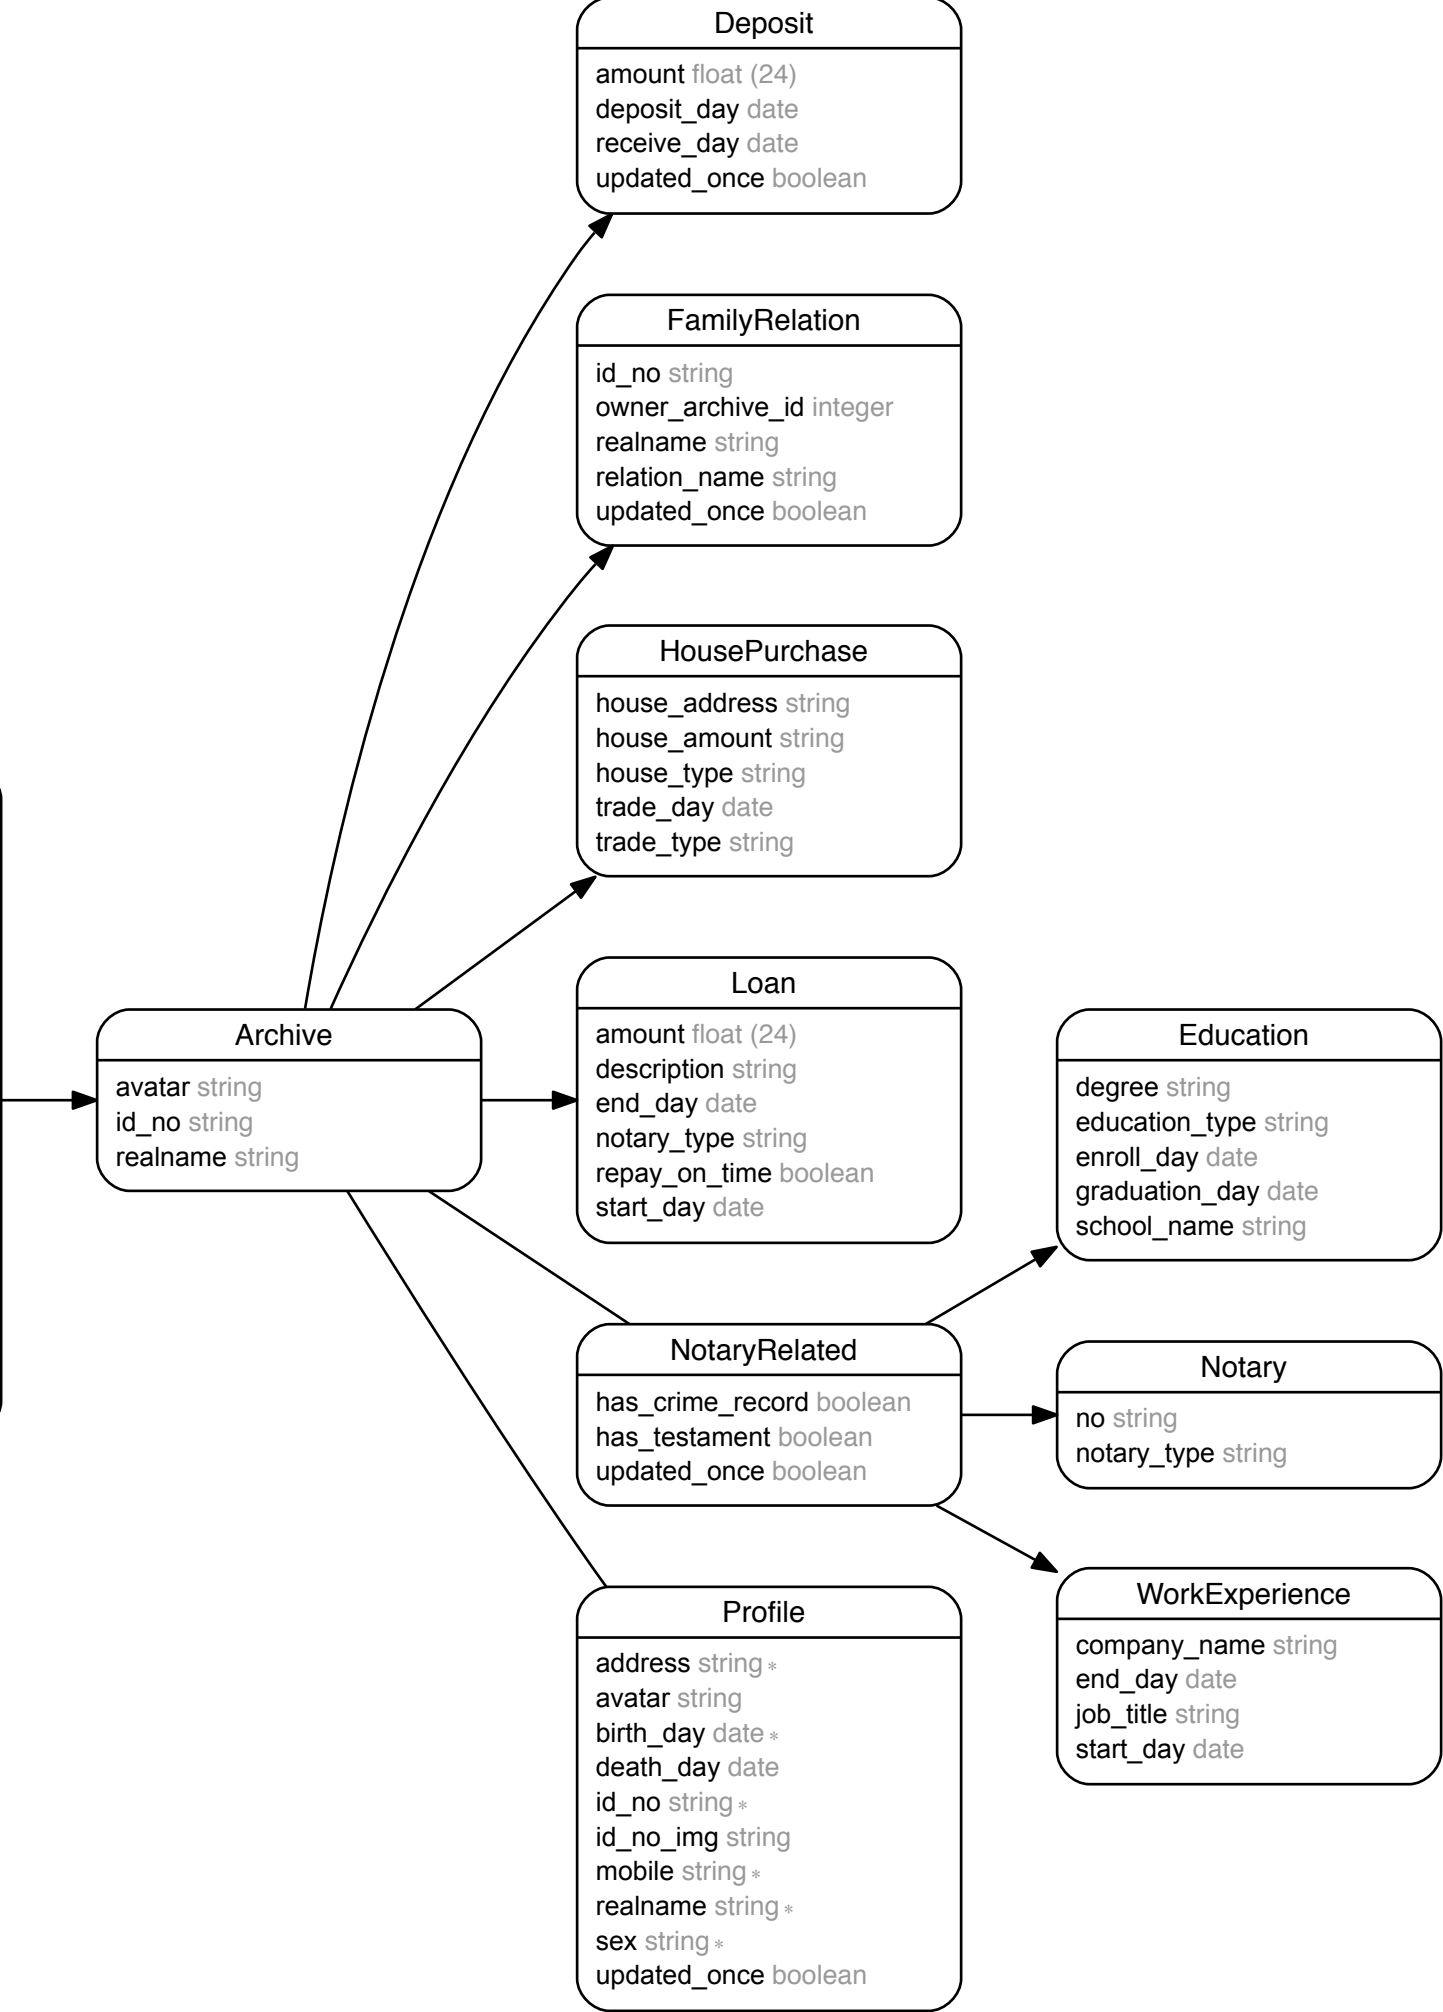 Deposit
amount float (24)
deposit_day date
receive_day date
updated_once boolean
FamilyRelation
id_no string
owner_archive_id integer
realname string
relation_name string
updated_once boolean
HousePurchase
house_address string
house_amount string
house_type string
trade_day date
trade_type string
Archive
avatar string
id_no string
realname string
Loan
amount float (24)
description string
end_day date
notary_type string
repay_on_time boolean
start_day date
Education
degree string
education_type string
enroll_day date
graduation_day date
school_name string
NotaryRelated
has_crime_record boolean
has_testament boolean
updated_once boolean
Notary
no string
notary_type string
Profile
address string *
avatar string
birth_day date *
death_day date
id_no string *
id_no_img string
mobile string *
realname string *
sex string *
updated_once boolean
WorkExperience
company_name string
end_day date
job_title string
start_day date